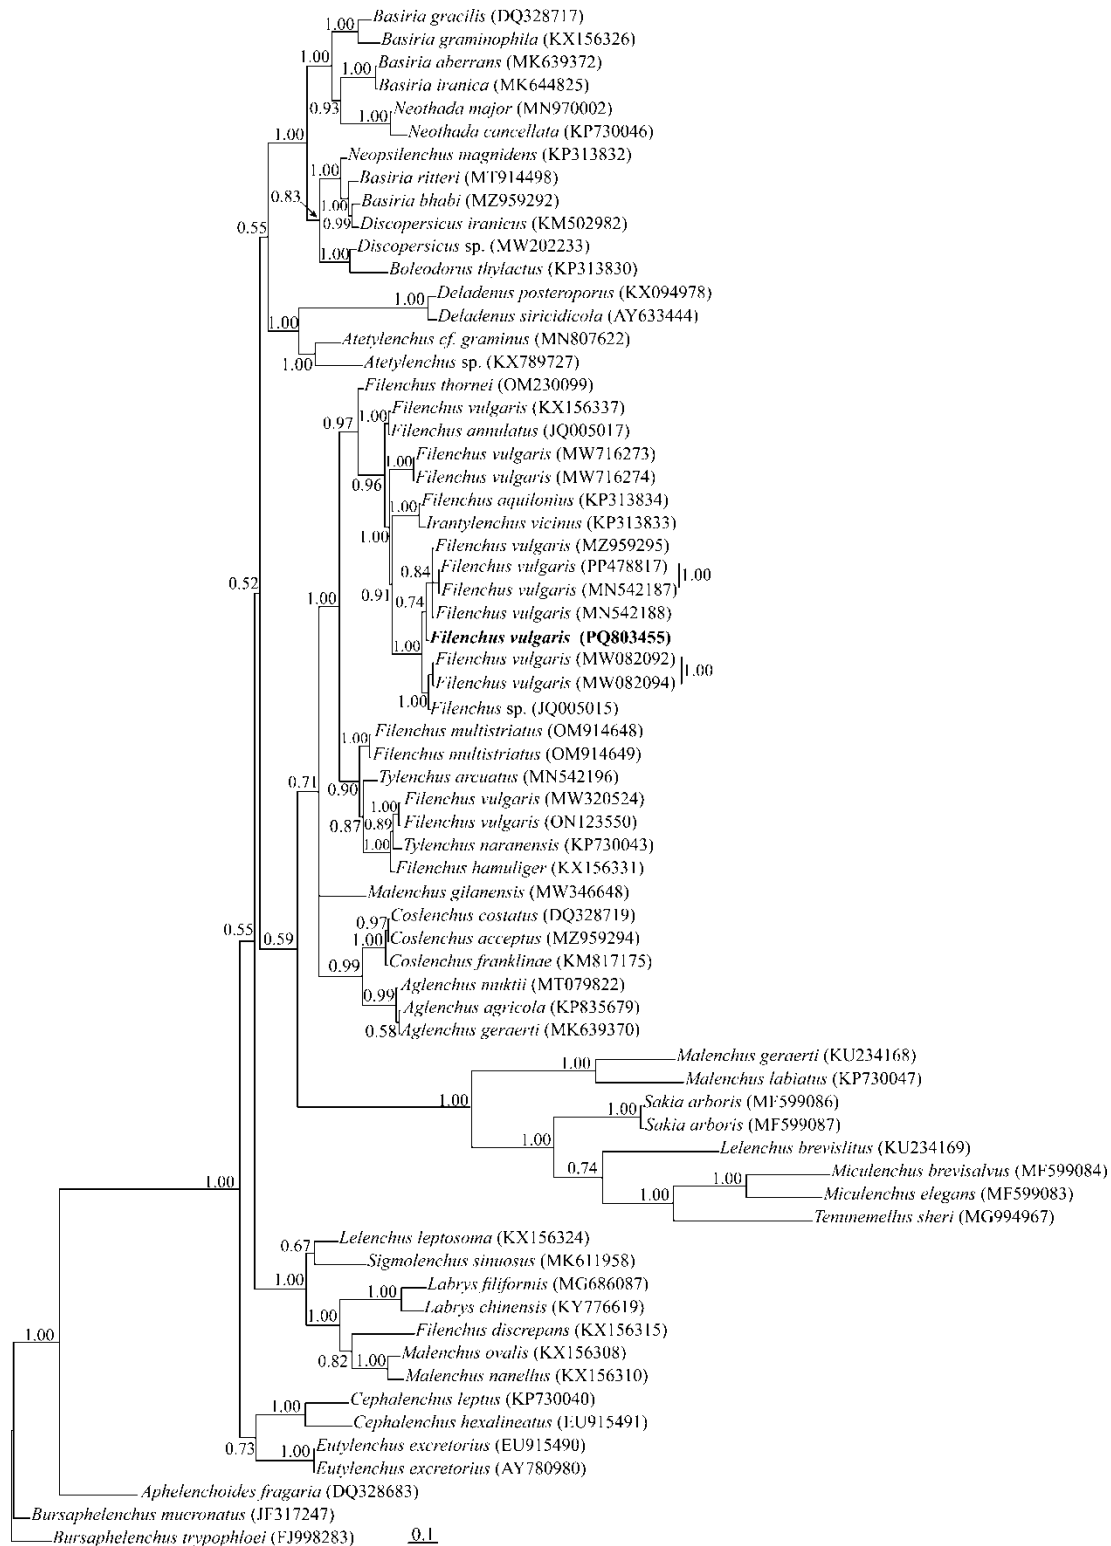 1.00
Basiria gracilis (DQ328717)
Basiria graminophila (KX156326)
1.00
1.00
Basiria aberrans (MK639372)
Basiria iranica (MK644825)
0.93
1.00
Neothada major (MN970002)
Neothada cancellata (KP730046)
1.00
1.00
Neopsilenchus magnidens (KP313832)
Basiria ritteri (MT914498)
0.83
1.00
Basiria bhabi (MZ959292)
0.99
Discopersicus iranicus (KM502982)
0.55
1.00
Discopersicus sp. (MW202233)
Boleodorus thylactus (KP313830)
1.00
Deladenus posteroporus (KX094978)
Deladenus siricidicola (AY633444)
1.00
Atetylenchus cf. graminus (MN807622)
1.00
Atetylenchus sp. (KX789727)
Filenchus thornei (OM230099)
0.97
1.00
Filenchus vulgaris (KX156337)
Filenchus annulatus (JQ005017)
1.00
Filenchus vulgaris (MW716273)
Filenchus vulgaris (MW716274)
0.96
1.00
Filenchus aquilonius (KP313834)
Irantylenchus vicinus (KP313833)
1.00
Filenchus vulgaris (MZ959295)
0.84
Filenchus vulgaris (PP478817)
1.00
Filenchus vulgaris (MN542187)
0.52
1.00
0.91
0.74
Filenchus vulgaris (MN542188)
Filenchus vulgaris (PQ803455)
1.00
Filenchus vulgaris (MW082092)
1.00
Filenchus vulgaris (MW082094)
1.00
Filenchus sp. (JQ005015)
1.00
Filenchus multistriatus (OM914648)
Filenchus multistriatus (OM914649)
0.71
0.90
Tylenchus arcuatus (MN542196)
1.00
Filenchus vulgaris (MW320524)
0.87
0.89
Filenchus vulgaris (ON123550)
1.00
Tylenchus naranensis (KP730043)
Filenchus hamuliger (KX156331)
Malenchus gilanensis (MW346648)
0.97
Coslenchus costatus (DQ328719)
0.55
0.59
1.00
Coslenchus acceptus (MZ959294)
0.99
Coslenchus franklinae (KM817175)
0.99
Aglenchus muktii (MT079822)
Aglenchus agricola (KP835679)
0.58
Aglenchus geraerti (MK639370)
1.00
Malenchus geraerti (KU234168)
Malenchus labiatus (KP730047)
1.00
1.00
Sakia arboris (MF599086)
Sakia arboris (MF599087)
1.00
Lelenchus brevislitus (KU234169)
0.74
1.00
Miculenchus brevisalvus (MF599084)
1.00
1.00
Miculenchus elegans (MF599083)
Tenunemellus sheri (MG994967)
0.67
Lelenchus leptosoma (KX156324)
Sigmolenchus sinuosus (MK611958)
1.00
1.00
Labrys filiformis (MG686087)
Labrys chinensis (KY776619)
1.00
Filenchus discrepans (KX156315)
1.00
0.82
1.00
Malenchus ovalis (KX156308)
Malenchus nanellus (KX156310)
1.00
Cephalenchus leptus (KP730040)
Cephalenchus hexalineatus (EU915491)
0.73
1.00
Eutylenchus excretorius (EU915490)
Eutylenchus excretorius (AY780980)
Aphelenchoides fragaria (DQ328683)
Bursaphelenchus mucronatus (JF317247)
Bursaphelenchus trypophloei (FJ998283)
0.1